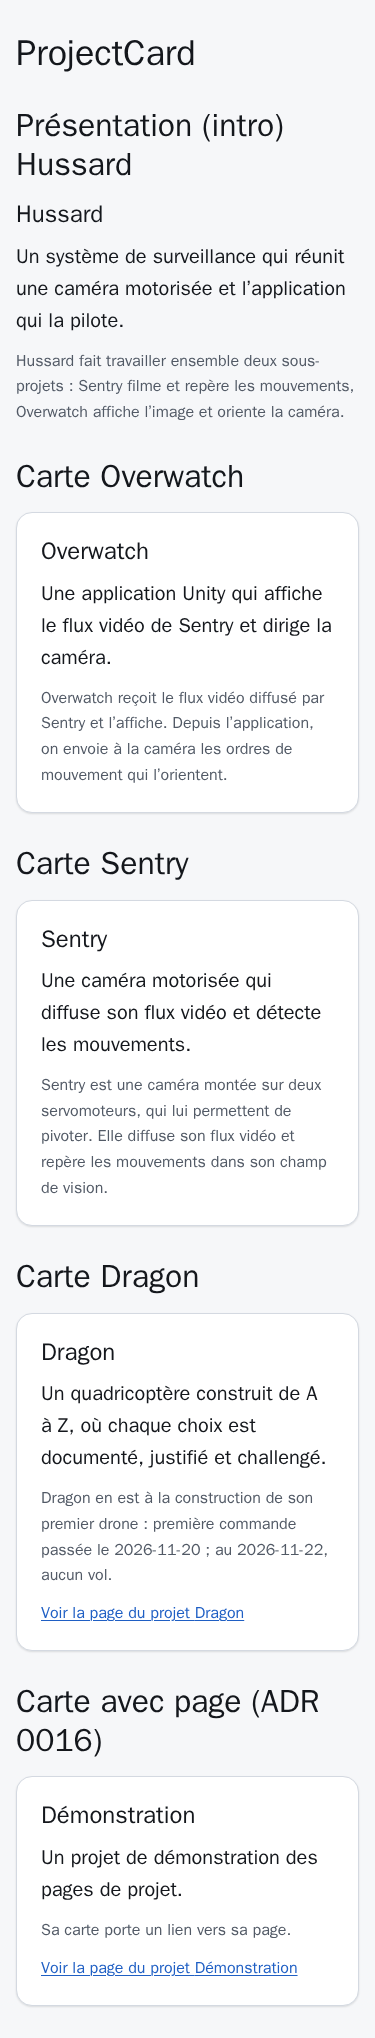 ProjectCard
Présentation (intro)
Hussard
Hussard
Un système de surveillance qui réunit
une caméra motorisée et l’application
qui la pilote.
Hussard fait travailler ensemble deux sous-
projets : Sentry filme et repère les mouvements,
Overwatch affiche l’image et oriente la caméra.
Carte Overwatch
Overwatch
Une application Unity qui affiche
le flux vidéo de Sentry et dirige la
caméra.
Overwatch reçoit le flux vidéo diffusé par
Sentry et l’affiche. Depuis l’application,
on envoie à la caméra les ordres de
mouvement qui l’orientent.
Carte Sentry
Sentry
Une caméra motorisée qui
diffuse son flux vidéo et détecte
les mouvements.
Sentry est une caméra montée sur deux
servomoteurs, qui lui permettent de
pivoter. Elle diffuse son flux vidéo et
repère les mouvements dans son champ
de vision.
Carte Dragon
Dragon
Un quadricoptère construit de A
à Z, où chaque choix est
documenté, justifié et challengé.
Dragon en est à la construction de son
premier drone : première commande
passée le 2026-11-20 ; au 2026-11-22,
aucun vol.
Voir la page du projet Dragon
Carte avec page (ADR
0016)
Démonstration
Un projet de démonstration des
pages de projet.
Sa carte porte un lien vers sa page.
Voir la page du projet Démonstration